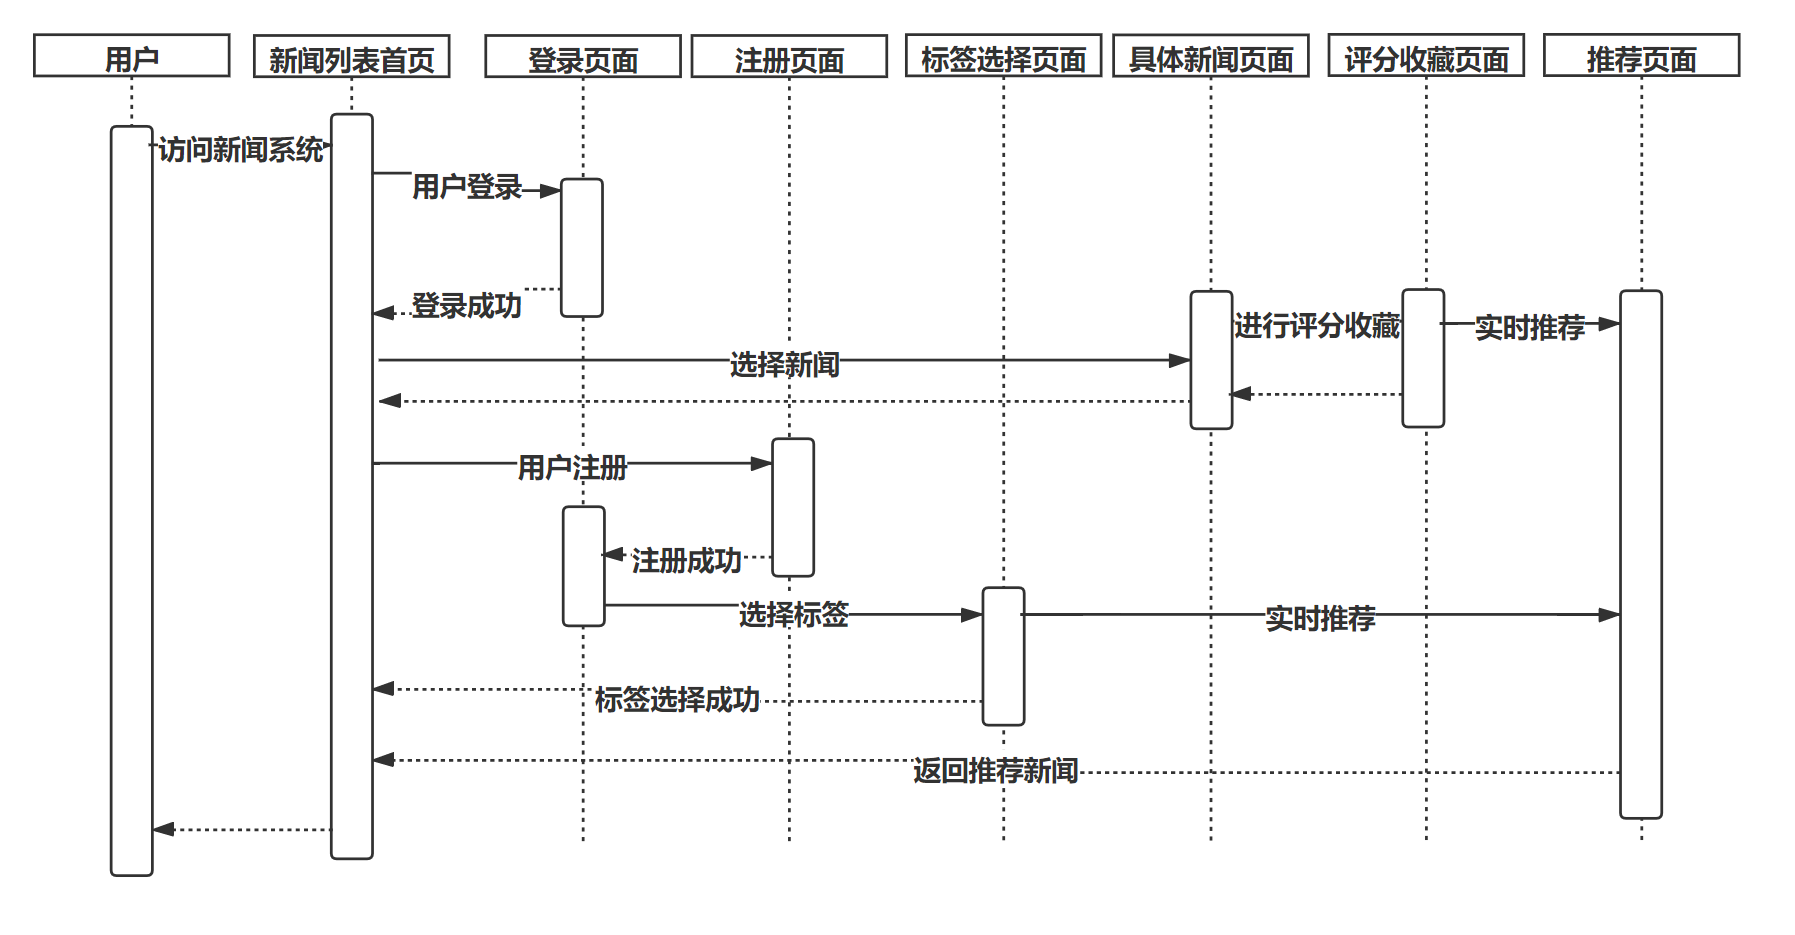 用户
新闻列表首页
登录页面
注册页面
标签选择页面
具体新闻页面
评分收藏页面
推荐页面
访问新闻系统
用户登录
登录成功
进行评分收藏
实时推荐
选择新闻
用户注册
注册成功
选择标签
实时推荐
标签选择成功
返回推荐新闻